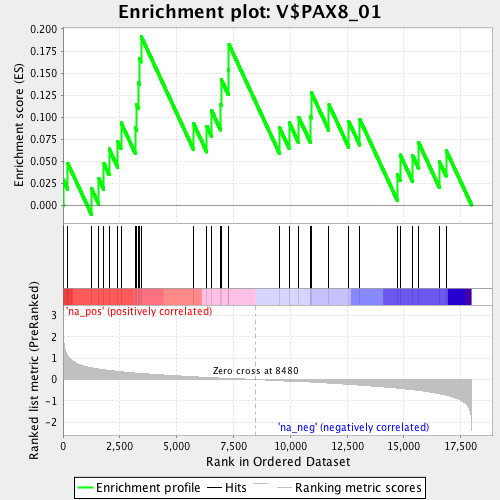 Enrichment plot: V$PAX8_01
Enrichment score (ES)
0.200
0.175
0.150
0.125
0.100
0.075
0.050
0.025
0.000
'na_pos' (positively correlated)
Ranked list metric (PreRanked)
3
2
1
0
-1
-2
Zero cross at 8480
'na_neg' (negatively correlated)
0 2,500 5,000 7,500 10,000 12,500 15,000 17,500
Rank in Ordered Dataset
Enrichment profile Hits Ranking metric scores